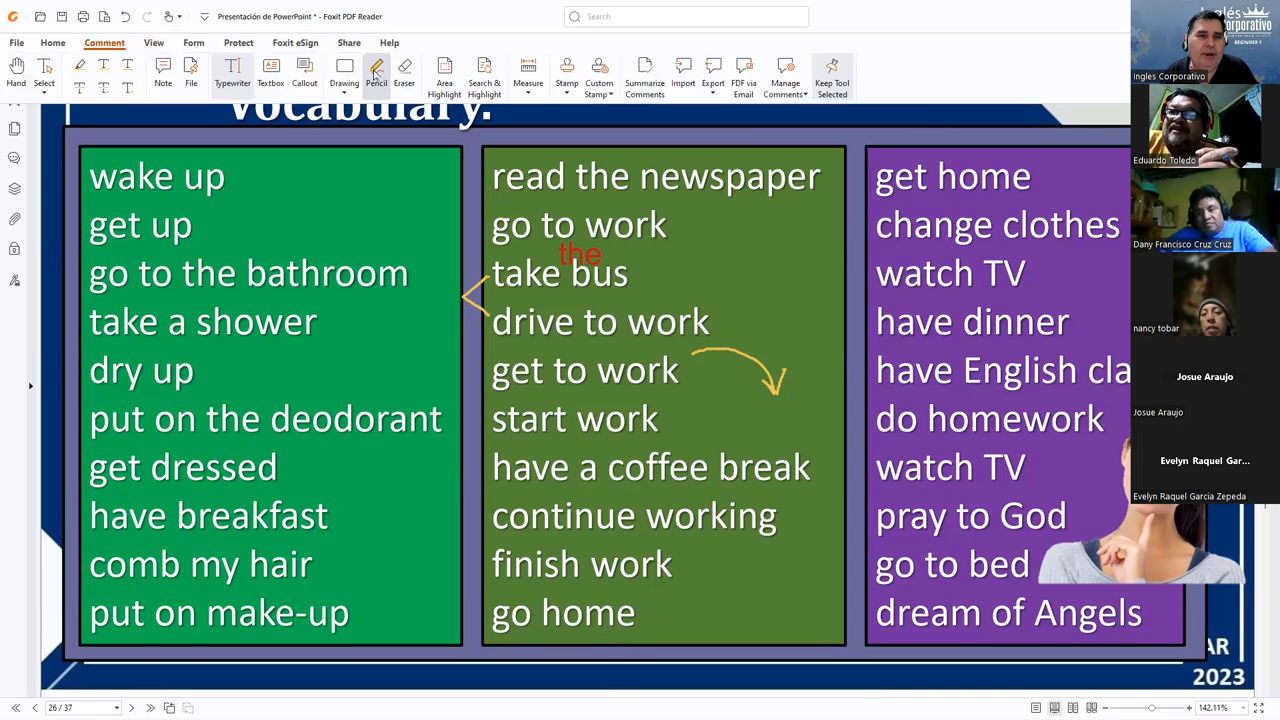 Presentación de PowerPoint * - Foxit PDF Reader
Search
File Home Comment View Form Protect Foxit eSign Share Help
Hand Select Note File Typewriter Textbox Callout Drawing Pencil Eraser Area Highlight Search & Highlight Measure Stamp Custom Stamp Summarize Comments Import Export FDF via Email Manage Comments Keep Tool Selected
Vocabulary.
wake up
get up
go to the bathroom
take a shower
dry up
put on the deodorant
get dressed
have breakfast
comb my hair
put on make-up
read the newspaper
go to work
the
take bus
drive to work
get to work
start work
have a coffee break
continue working
finish work
go home
get home
change clothes
watch TV
have dinner
have English cla
do homework
watch TV
pray to God
go to bed
dream of Angels
AR
2023
Inglés
Corporativo
BEGINNER 1
Ingles Corporativo
Eduardo Toledo
Dany Francisco Cruz Cruz
nancy tobar
Josue Araujo
Josue Araujo
Evelyn Raquel Gar...
Evelyn Raquel Garcia Zepeda
26 / 37
142.11%